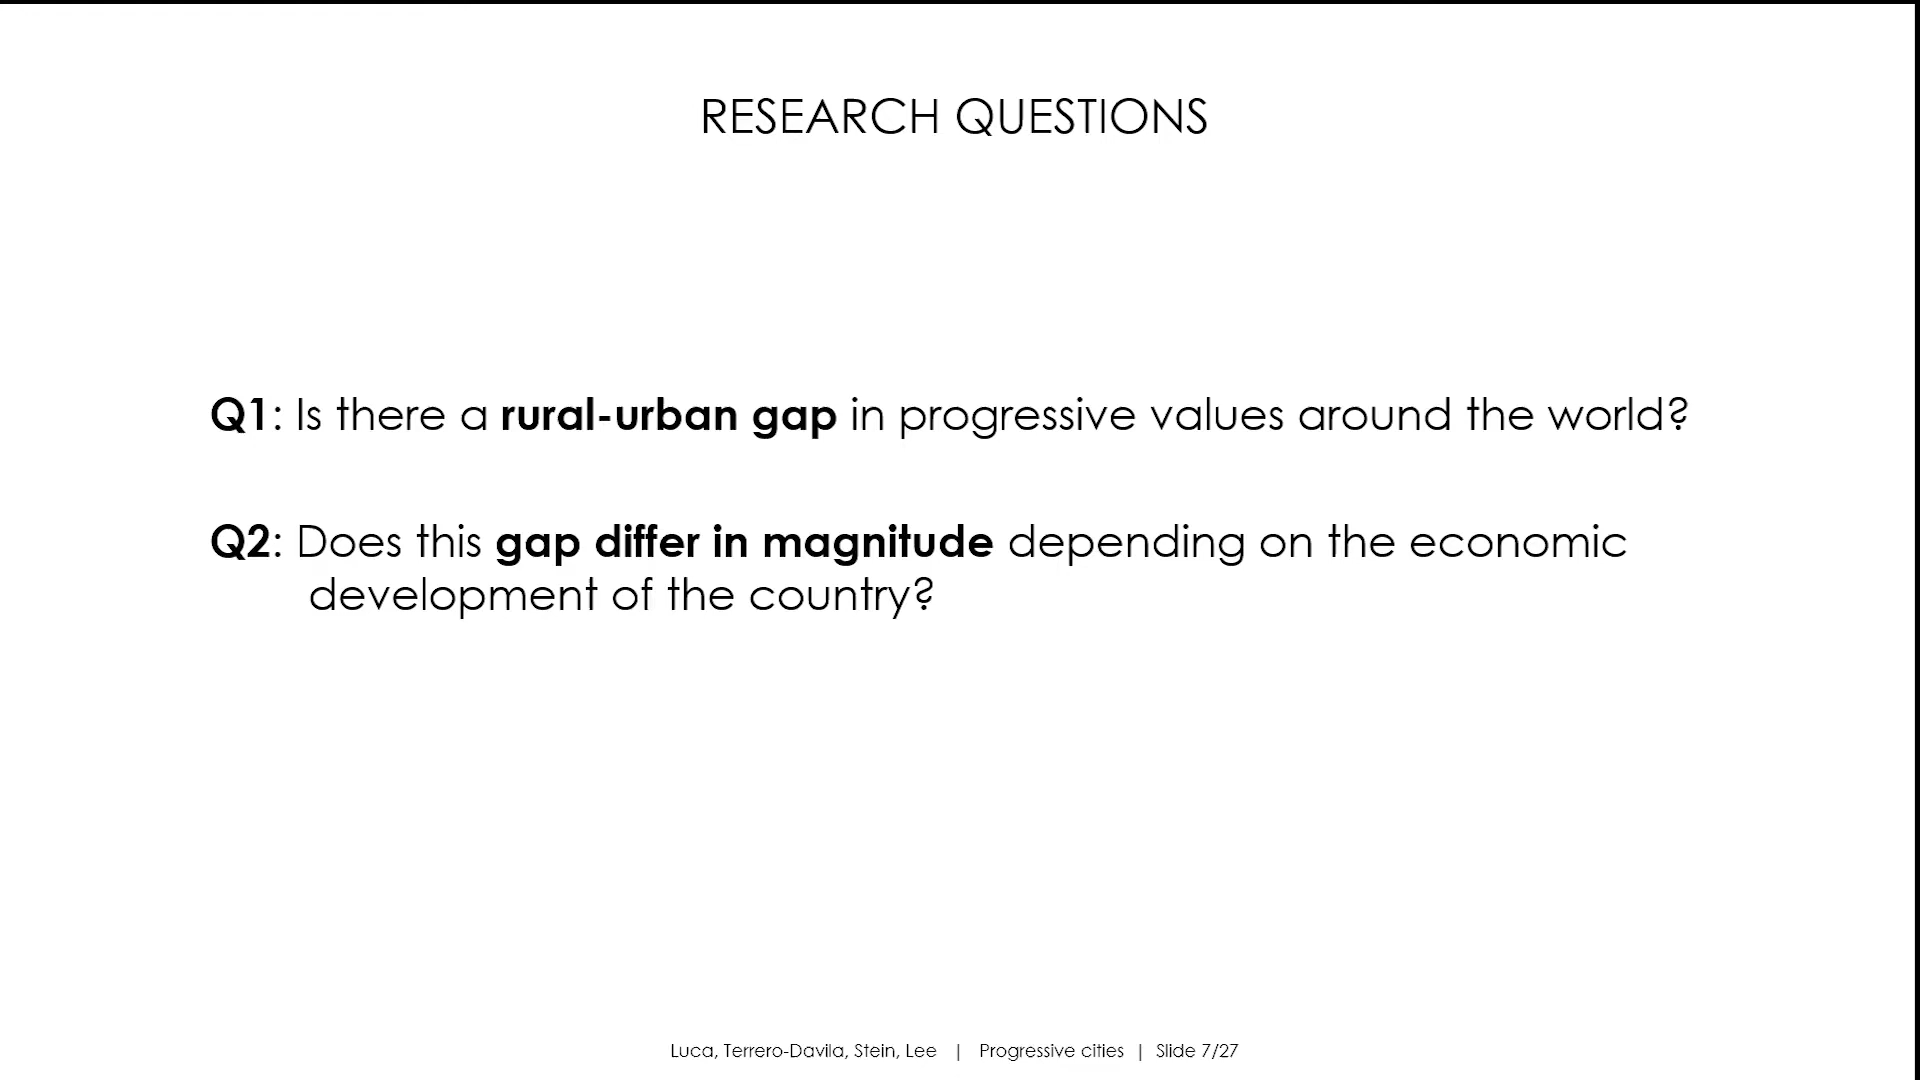 RESEARCH QUESTIONS
Q1: Is there a rural-urban gap in progressive values around the world?
Q2: Does this gap differ in magnitude depending on the economic
development of the country?
Luca, Terrero-Davila, Stein, Lee | Progressive cities | Slide 7/27